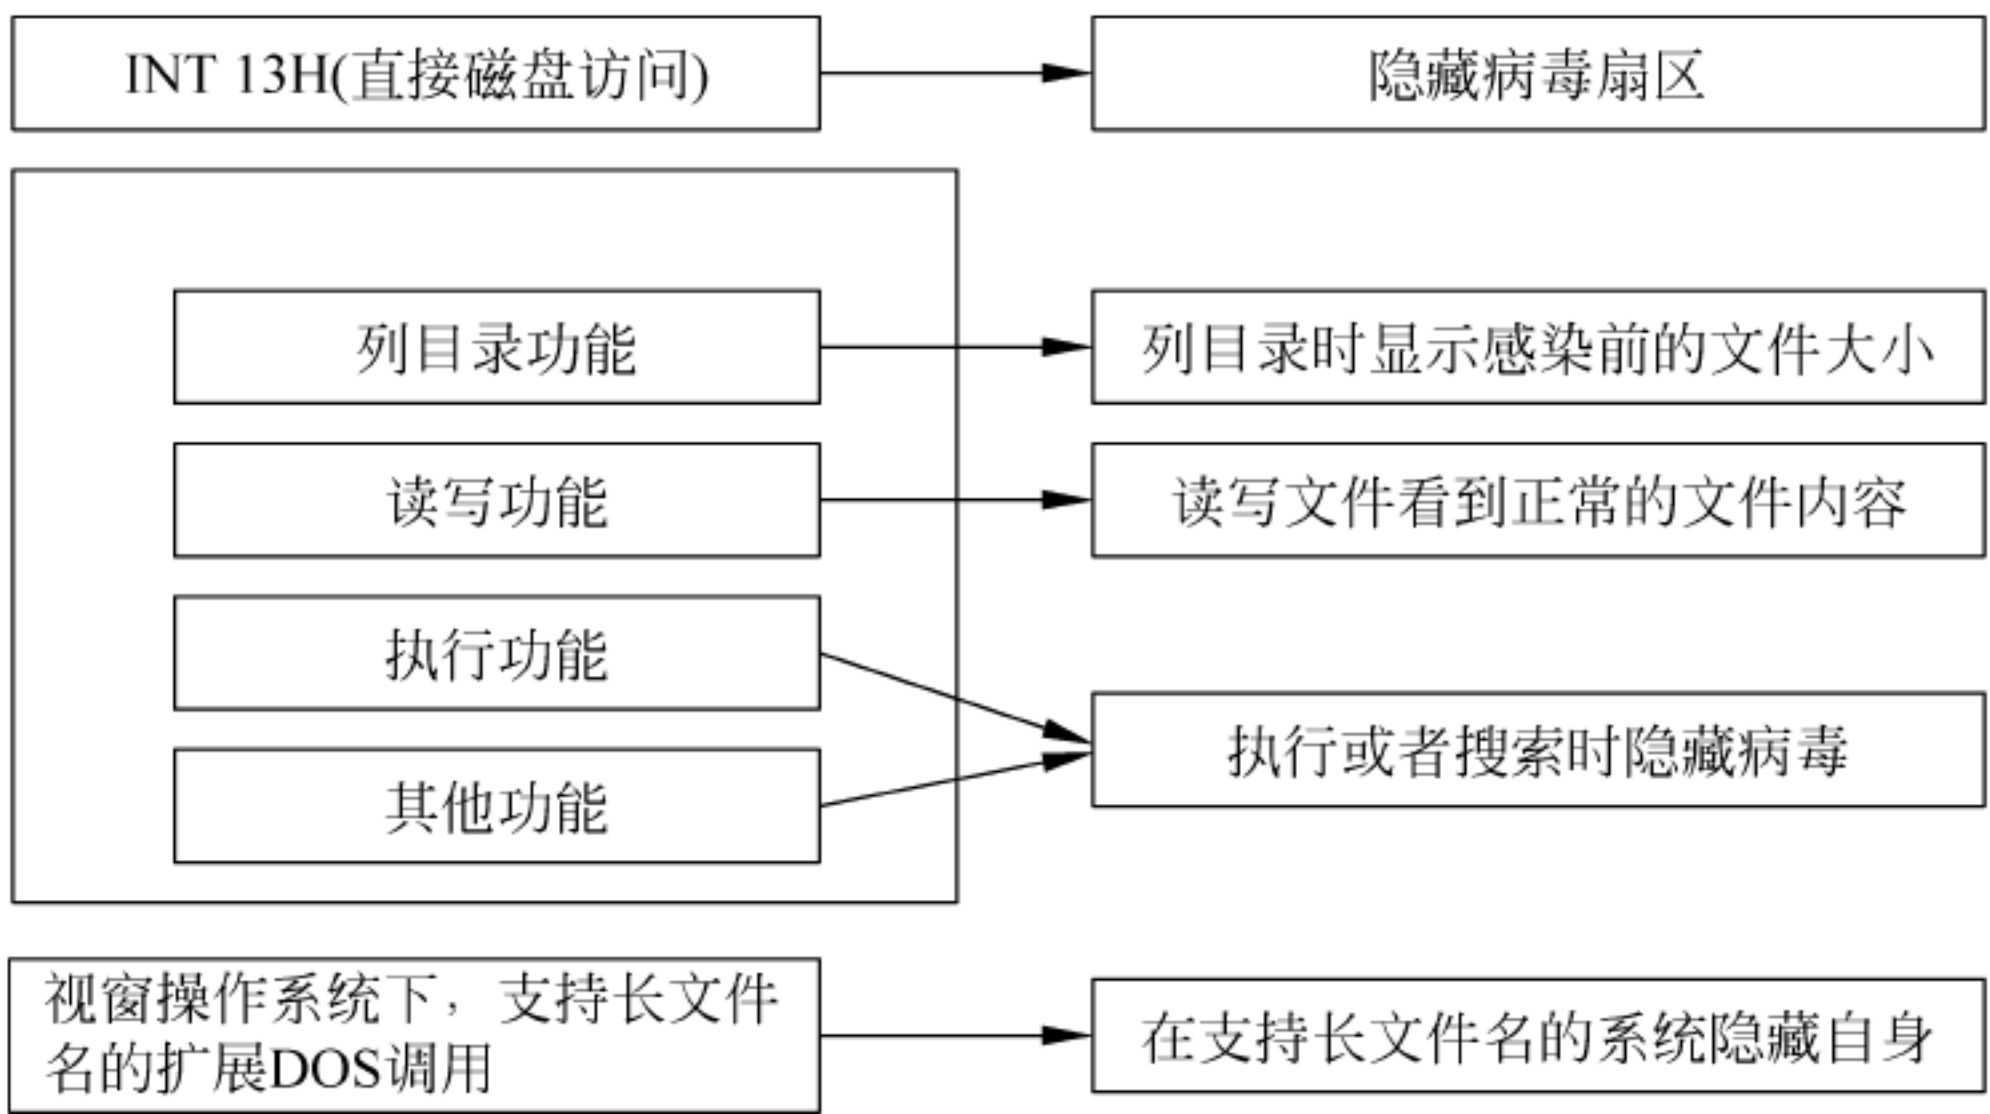 INT 13H(直接磁盘访问)
隐藏病毒扇区
列目录功能
列目录时显示感染前的文件大小
读写功能
读写文件看到正常的文件内容
执行功能
执行或者搜索时隐藏病毒
其他功能
视窗操作系统下，支持长文件
名的扩展DOS调用
在支持长文件名的系统隐藏自身